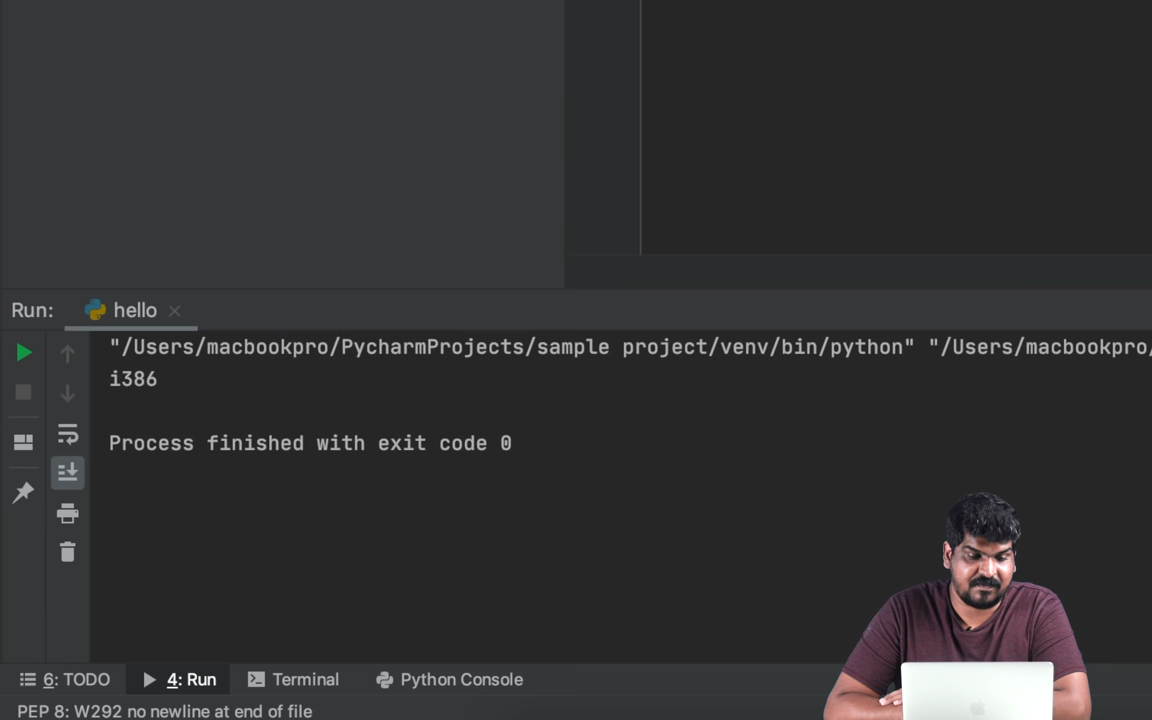 Run: hello
"/Users/macbookpro/PycharmProjects/sample project/venv/bin/python" "/Users/macbookpro/
i386
Process finished with exit code 0
6: TODO 4: Run Terminal Python Console
PEP 8: W292 no newline at end of file